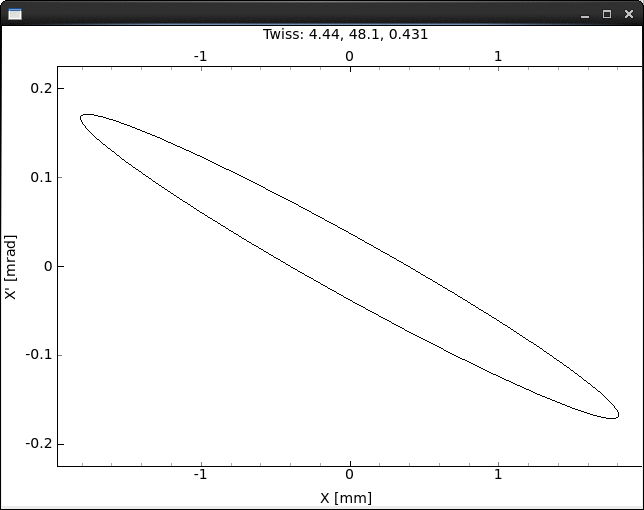 Twiss: 4.44, 48.1, 0.431
-1 0 1
0.2
0.1
0
-0.1
-0.2
X' [mrad]
-1 0 1
X [mm]